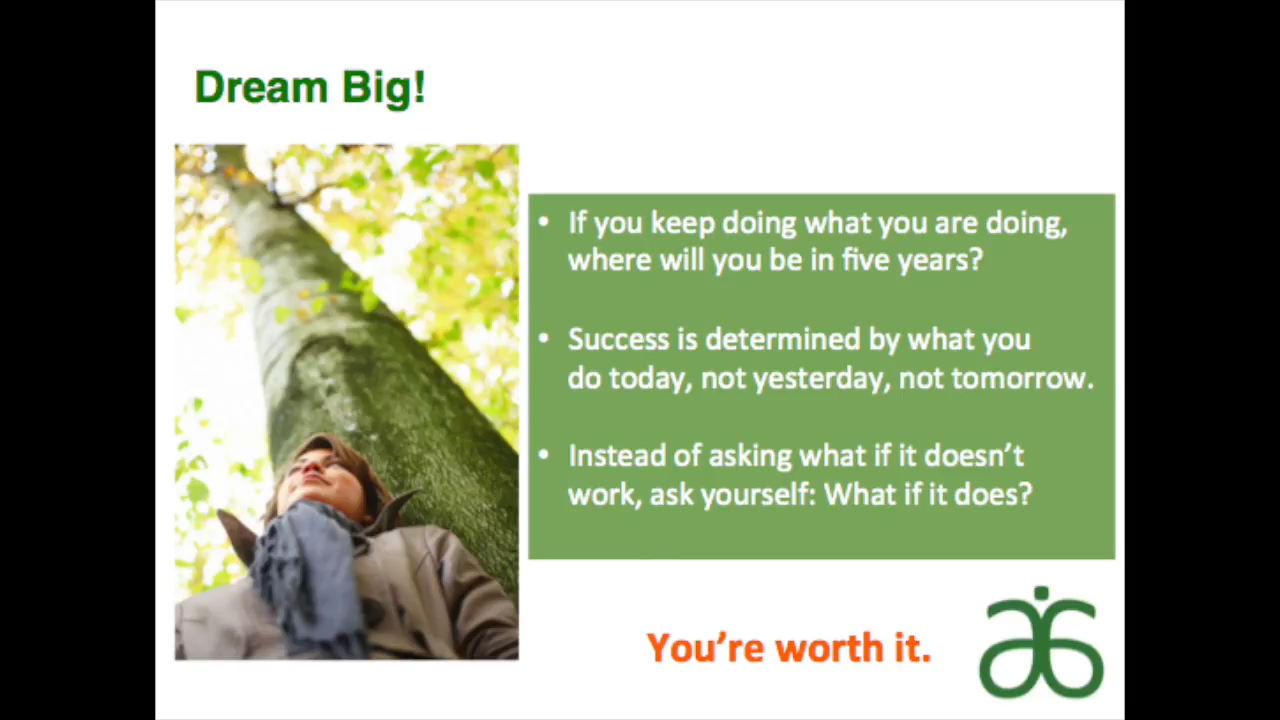 Dream Big!
• If you keep doing what you are doing,
where will you be in five years?
• Success is determined by what you
do today, not yesterday, not tomorrow.
• Instead of asking what if it doesn’t
work, ask yourself: What if it does?
You’re worth it.